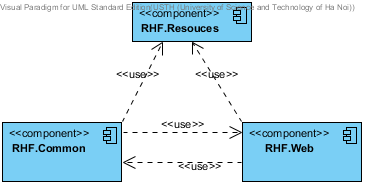 Visual Paradigm for UML Standard Edition(USTH (University of Science and Technology of Ha Noi))
<<component>>
RHF.Resouces
<<use>>
<<use>>
<<component>>
RHF.Common
<<use>>
<<component>>
RHF.Web
<<use>>